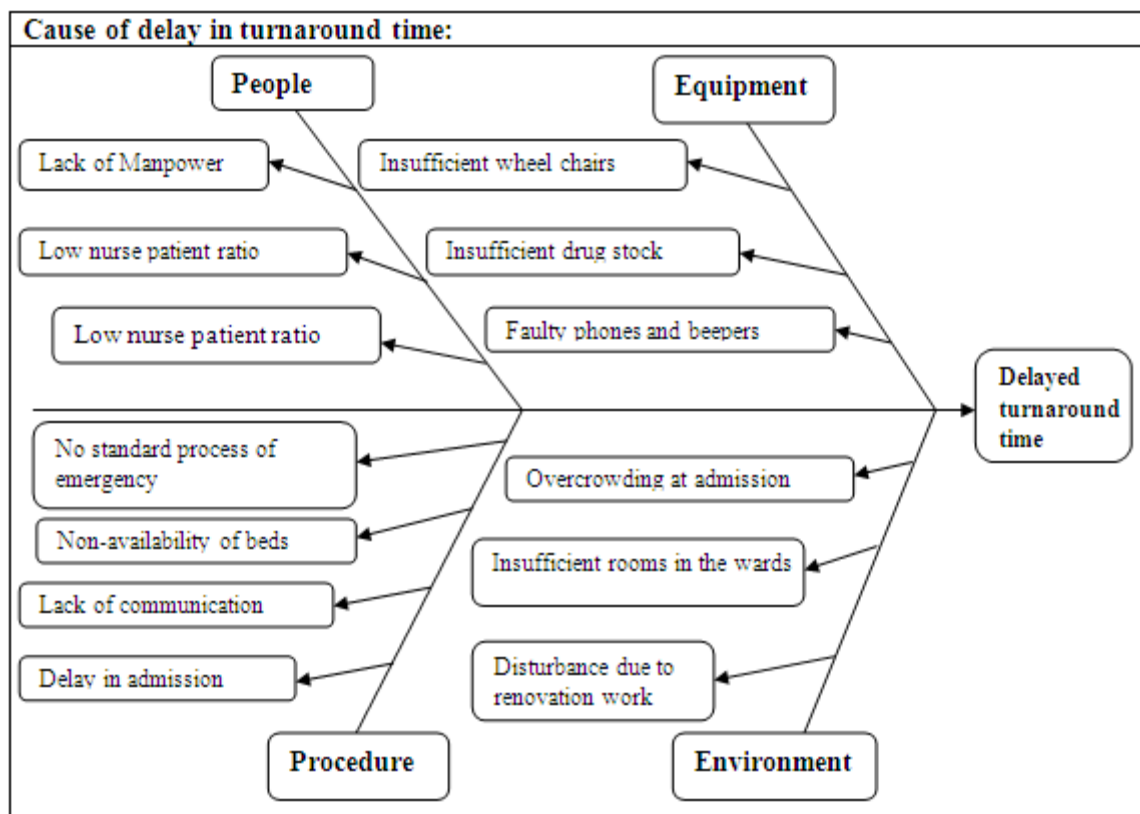 Cause of delay in turnaround time:
People
Equipment
Lack of Manpower
Insufficient wheel chairs
Low nurse patient ratio
Insufficient drug stock
Low nurse patient ratio
Faulty phones and beepers
Delayed
turnaround
time
No standard process of
emergency
Overcrowding at admission
Non-availability of beds
Insufficient rooms in the wards
Lack of communication
Delay in admission
Disturbance due to
renovation work
Procedure
Environment